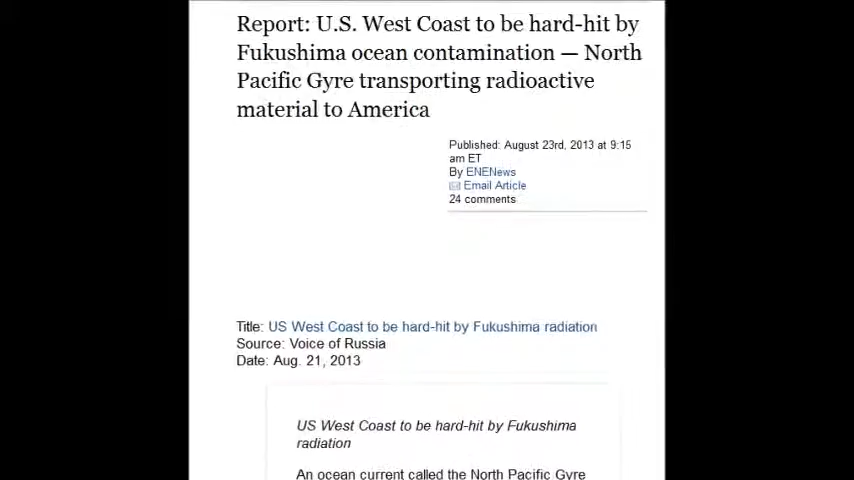 Report: U.S. West Coast to be hard-hit by
Fukushima ocean contamination — North
Pacific Gyre transporting radioactive
material to America
Published: August 23rd, 2013 at 9:15
am ET
By ENENews
Email Article
24 comments
Title: US West Coast to be hard-hit by Fukushima radiation
Source: Voice of Russia
Date: Aug. 21, 2013
US West Coast to be hard-hit by Fukushima
radiation
An ocean current called the North Pacific Gyre